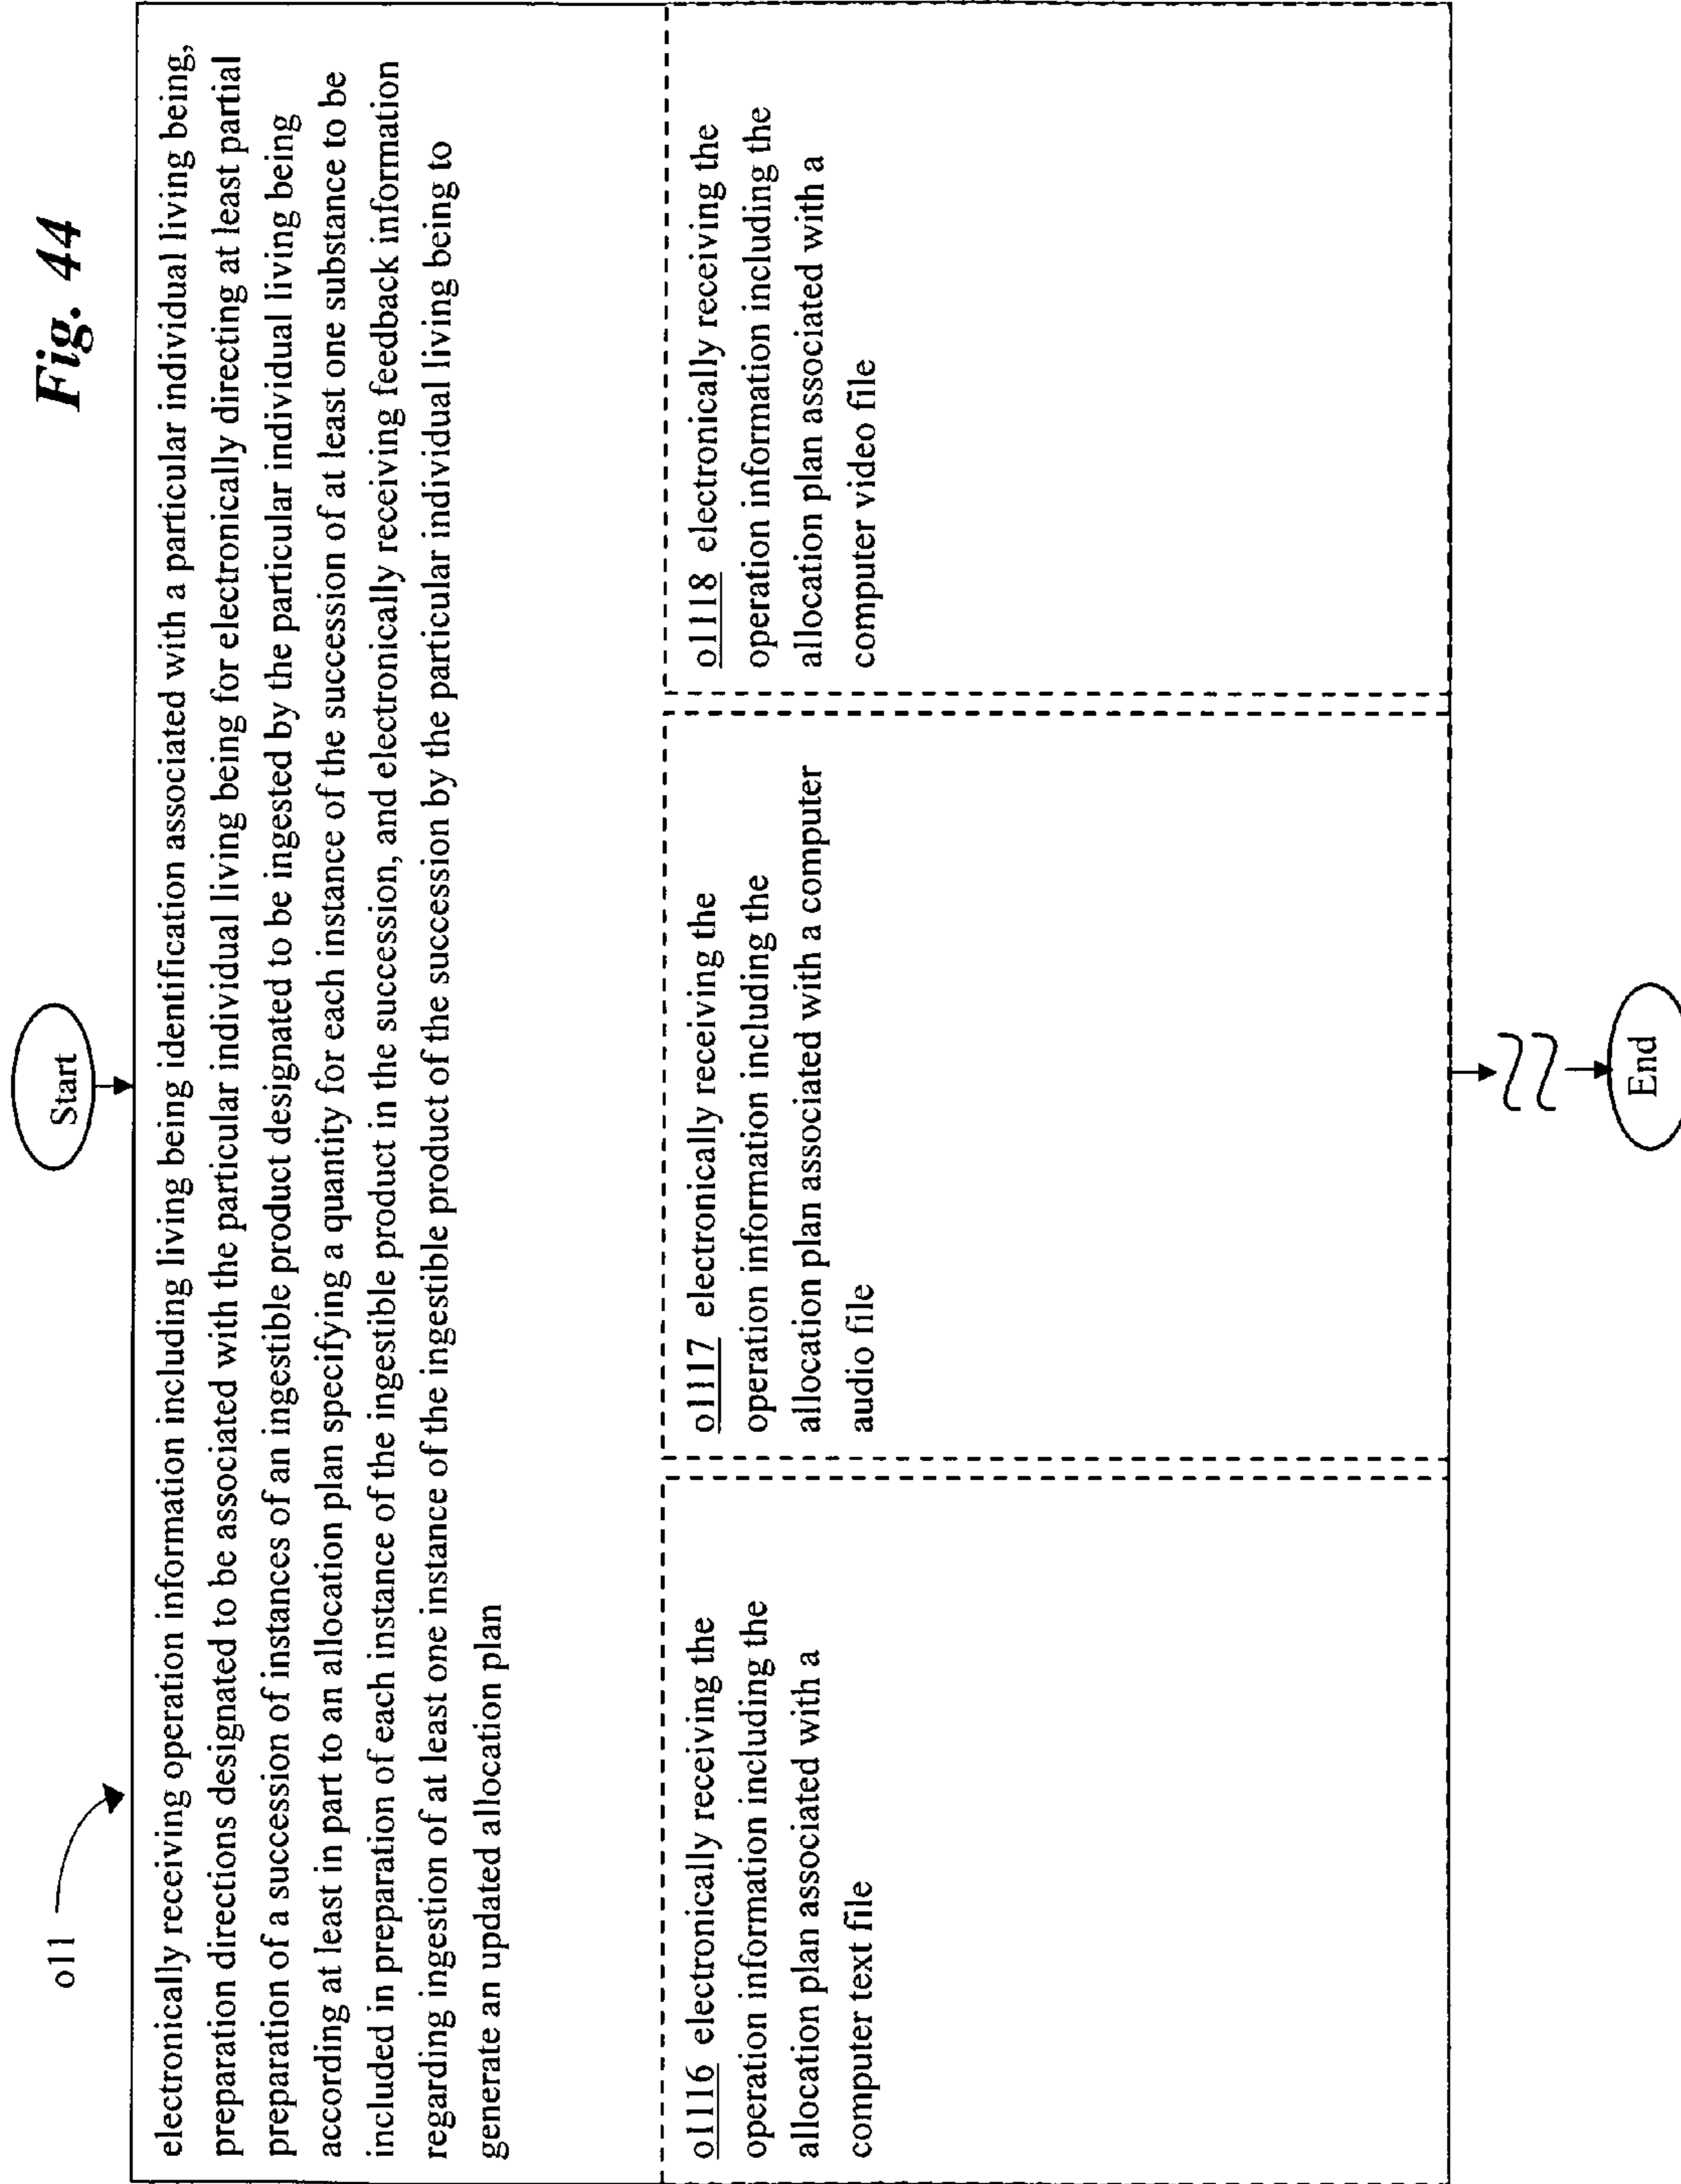 Fig. 44
Start
o11
electronically receiving operation information including living being identification associated with a particular individual living being,
preparation directions designated to be associated with the particular individual living being for electronically directing at least partial
preparation of a succession of instances of an ingestible product designated to be ingested by the particular individual living being
according at least in part to an allocation plan specifying a quantity for each instance of the succession of at least one substance to be
included in preparation of each instance of the ingestible product in the succession, and electronically receiving feedback information
regarding ingestion of at least one instance of the ingestible product of the succession by the particular individual living being to
generate an updated allocation plan
o1116 electronically receiving the
operation information including the
allocation plan associated with a
computer text file
o1117 electronically receiving the
operation information including the
allocation plan associated with a computer
audio file
o1118 electronically receiving the
operation information including the
allocation plan associated with a
computer video file
End